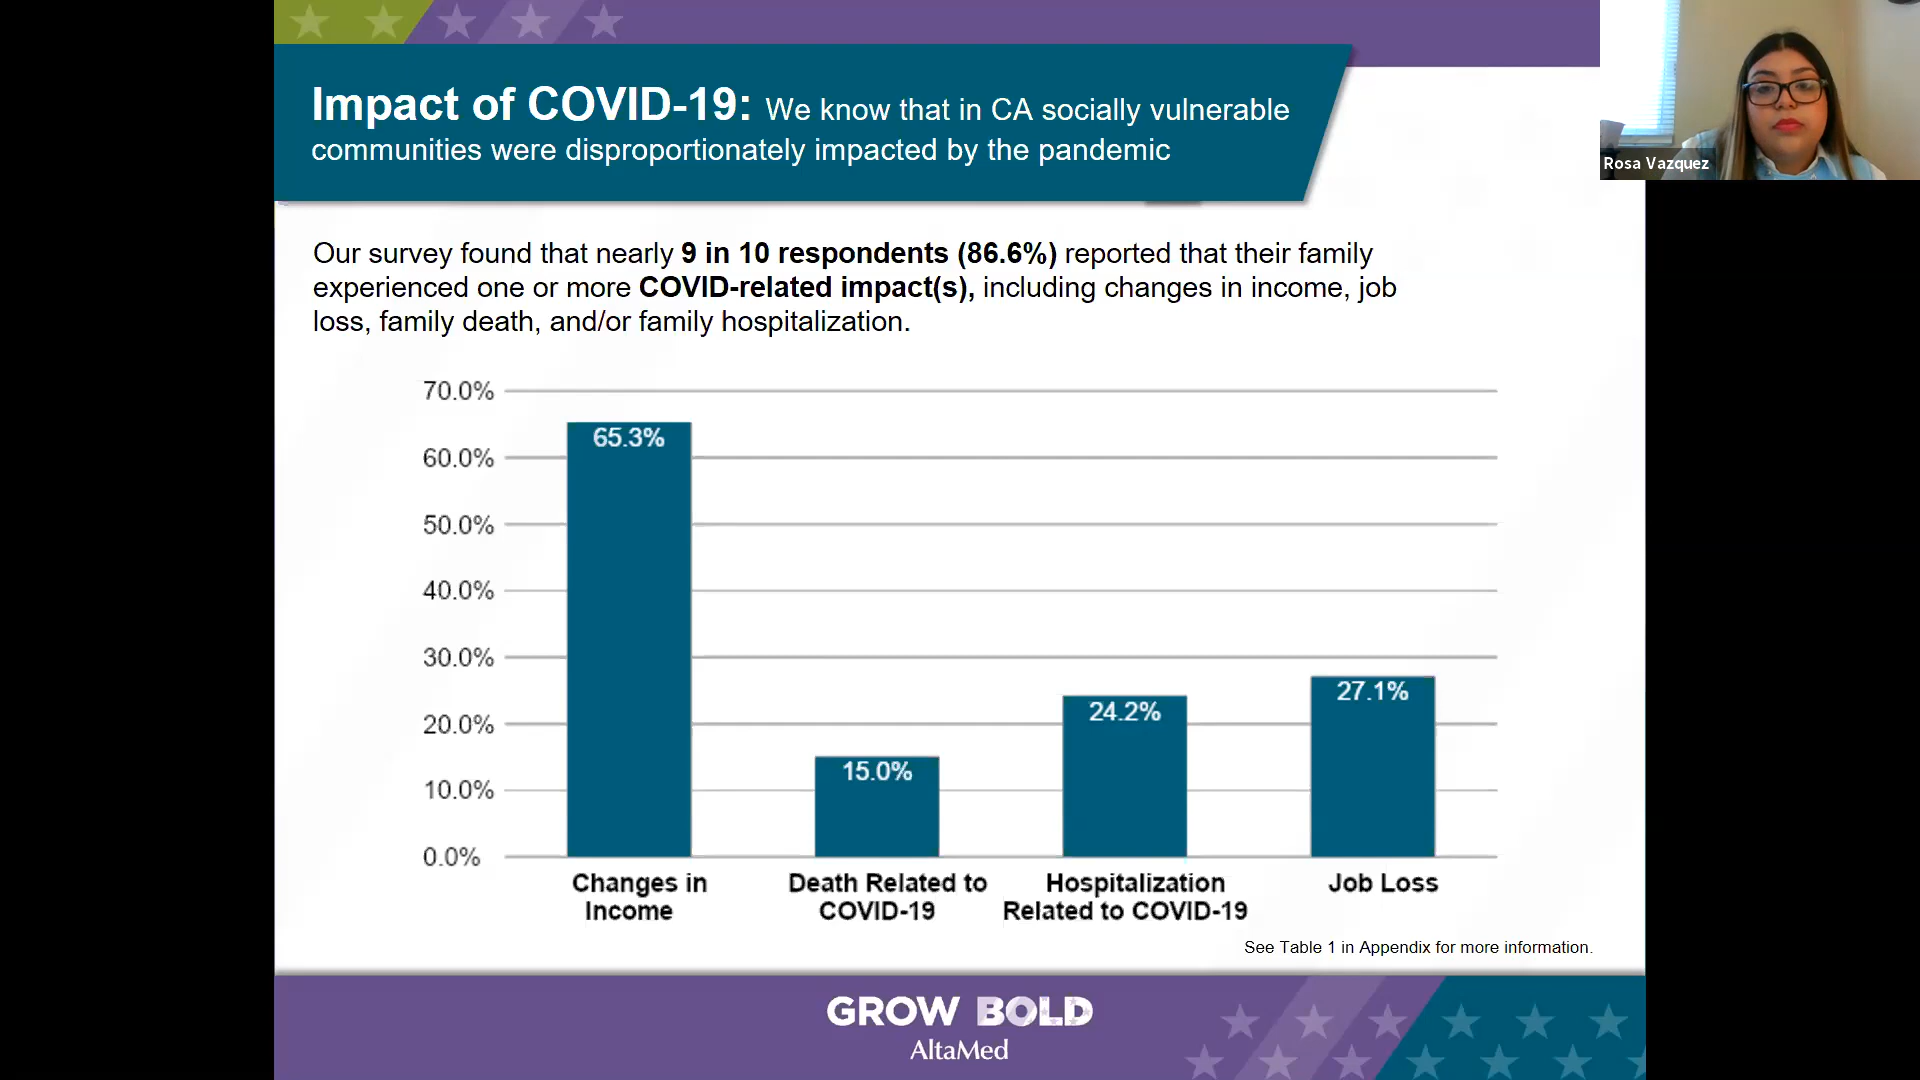 Impact of COVID-19: We know that in CA socially vulnerable
communities were disproportionately impacted by the pandemic
Rosa Vazquez
Our survey found that nearly 9 in 10 respondents (86.6%) reported that their family
experienced one or more COVID-related impact(s), including changes in income, job
loss, family death, and/or family hospitalization.
70.0%
60.0%
50.0%
40.0%
30.0%
20.0%
10.0%
0.0%
65.3%
15.0%
24.2%
27.1%
Changes in
Income
Death Related to
COVID-19
Hospitalization
Related to COVID-19
Job Loss
See Table 1 in Appendix for more information.
GROW BOLD
AltaMed